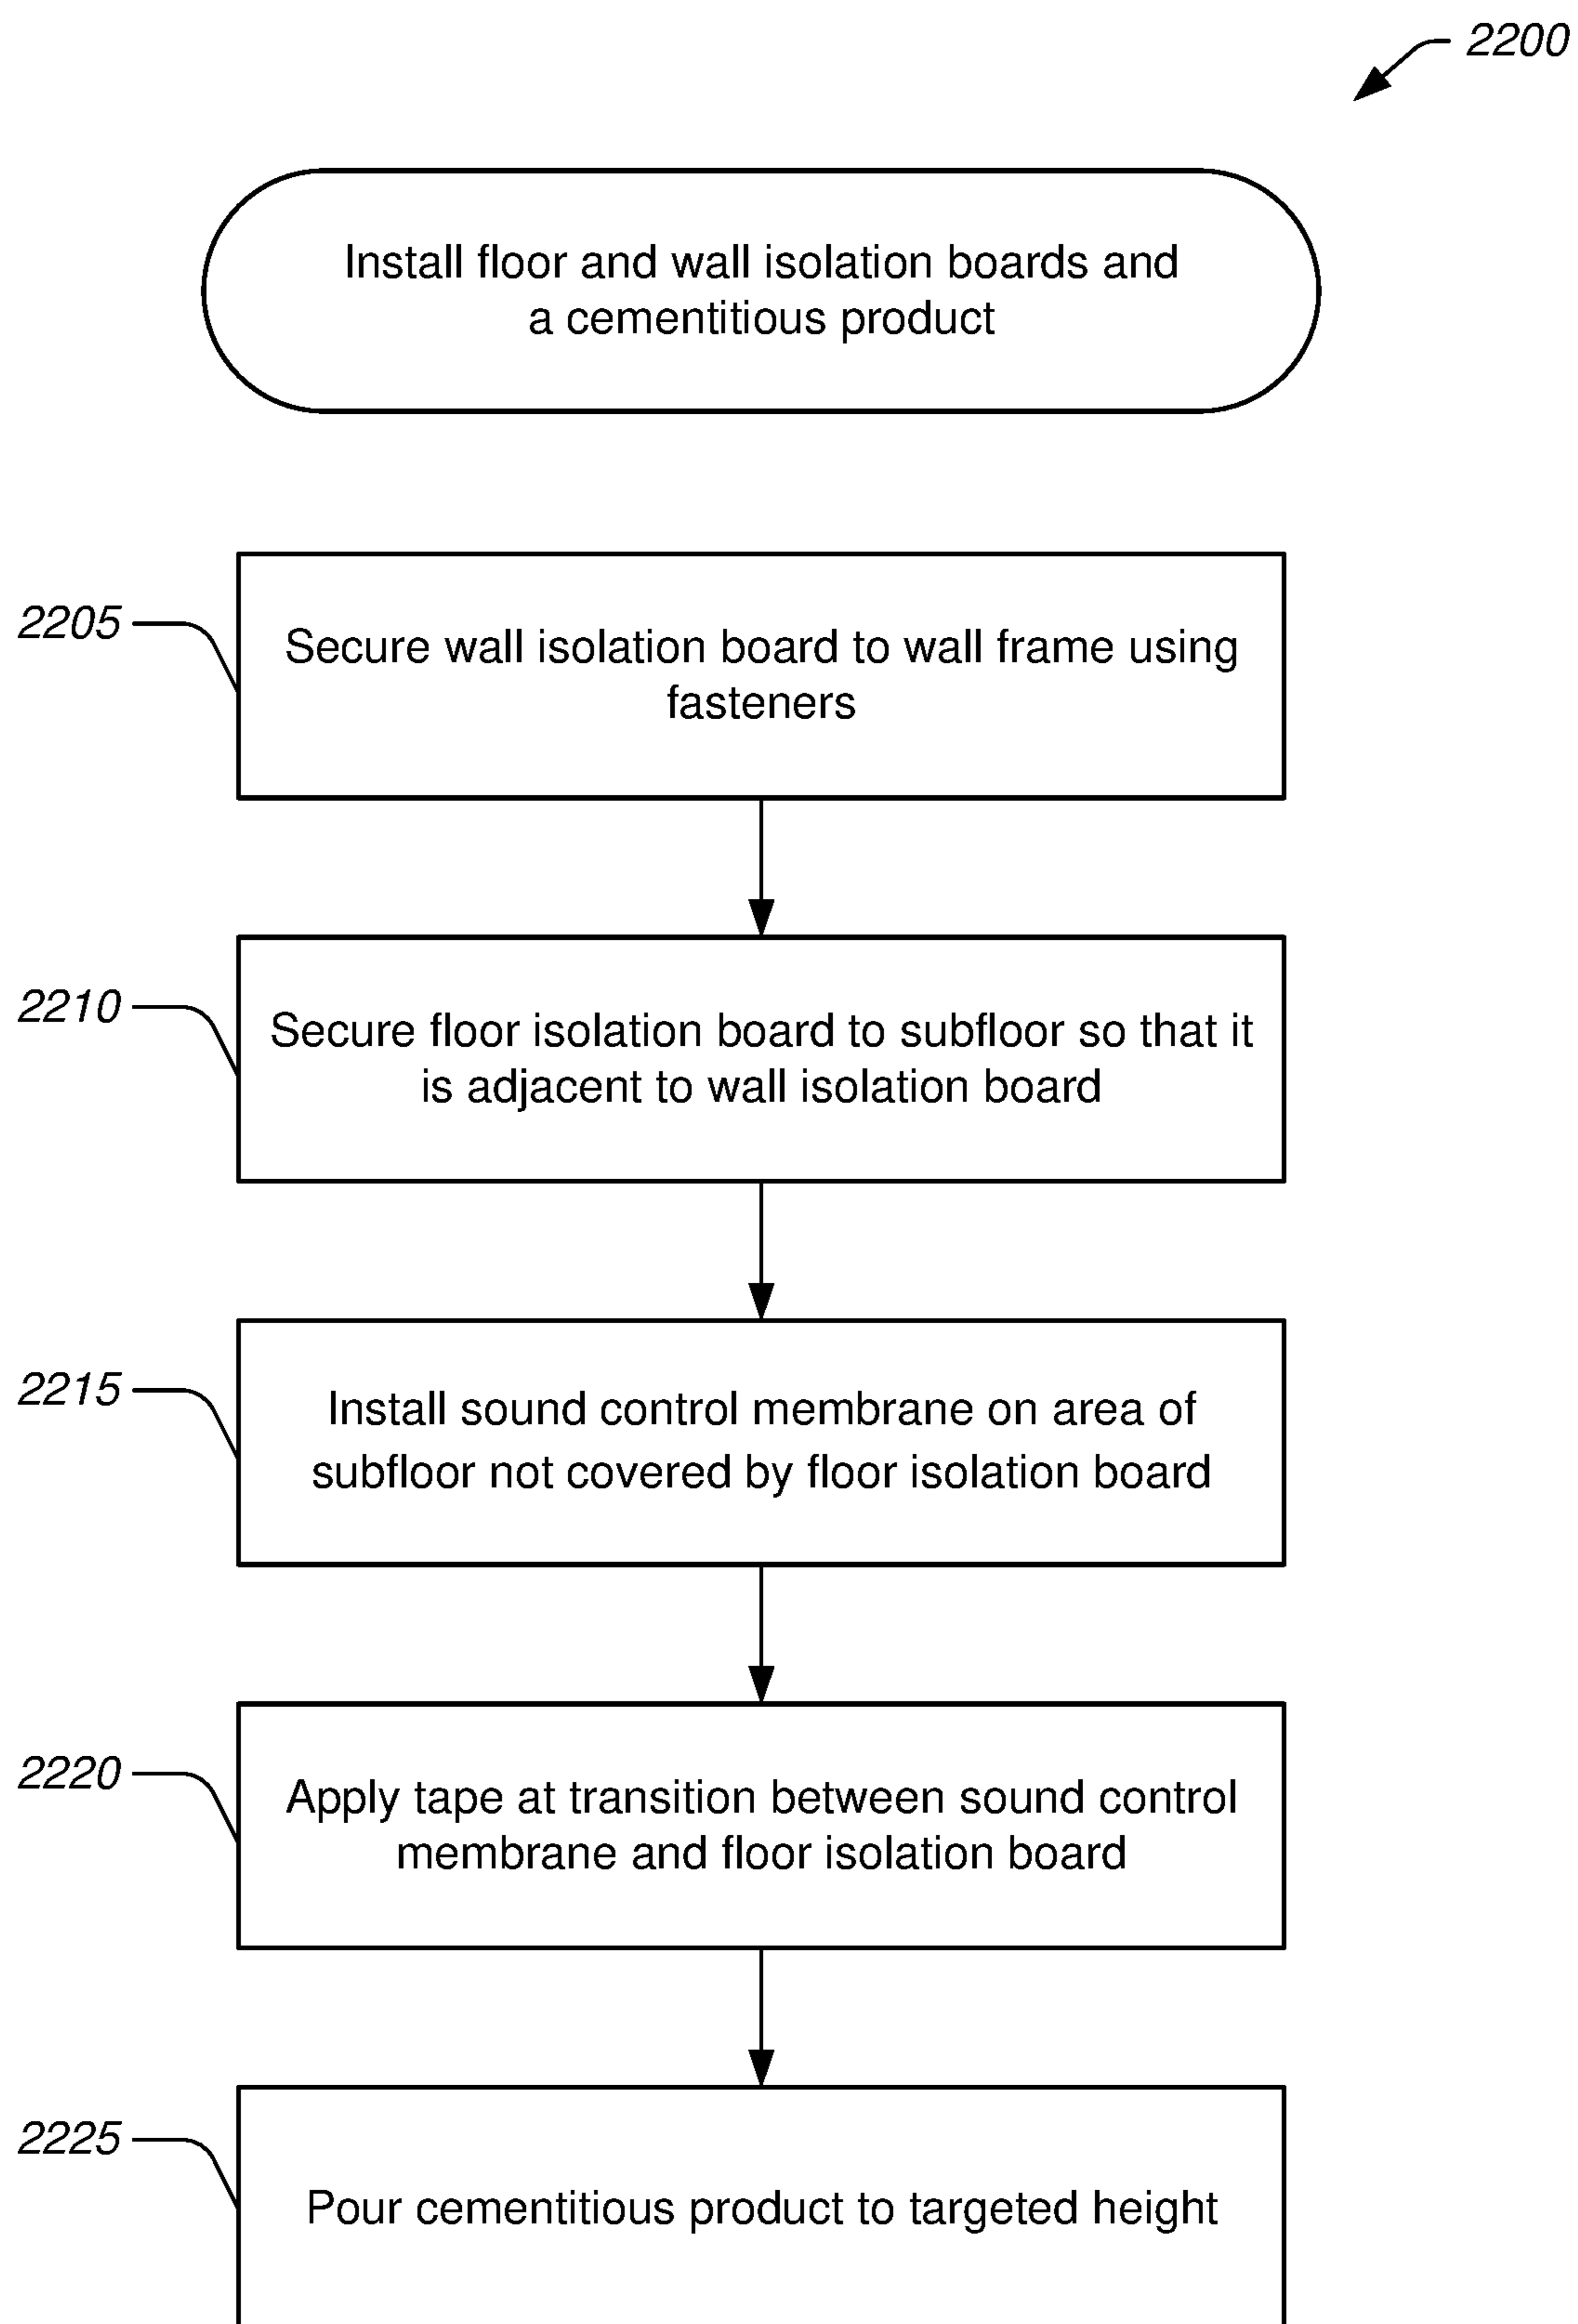 2200
Install floor and wall isolation boards and
a cementitious product
2205
Secure wall isolation board to wall frame using
fasteners
2210
Secure floor isolation board to subfloor so that it
is adjacent to wall isolation board
2215
Install sound control membrane on area of
subfloor not covered by floor isolation board
2220
Apply tape at transition between sound control
membrane and floor isolation board
2225
Pour cementitious product to targeted height